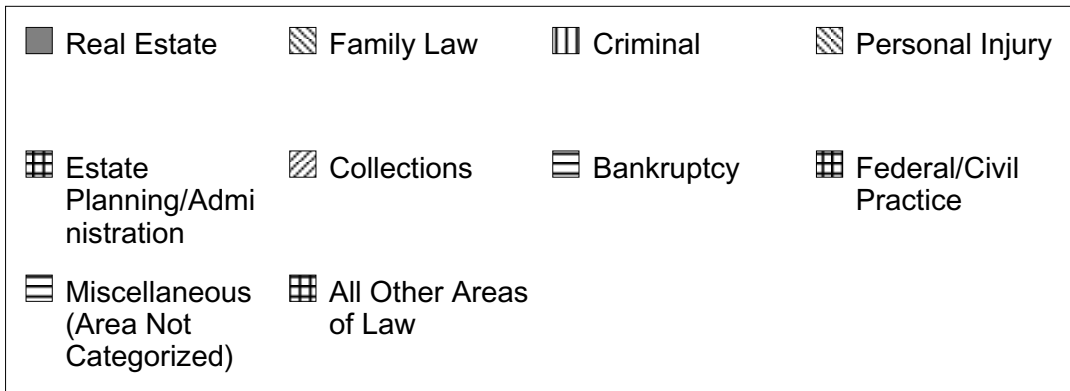 Real Estate
Family Law
Criminal
Personal Injury
Estate
Planning/Admi
nistration
Collections
Bankruptcy
Federal/Civil
Practice
Miscellaneous
(Area Not
Categorized)
All Other Areas
of Law